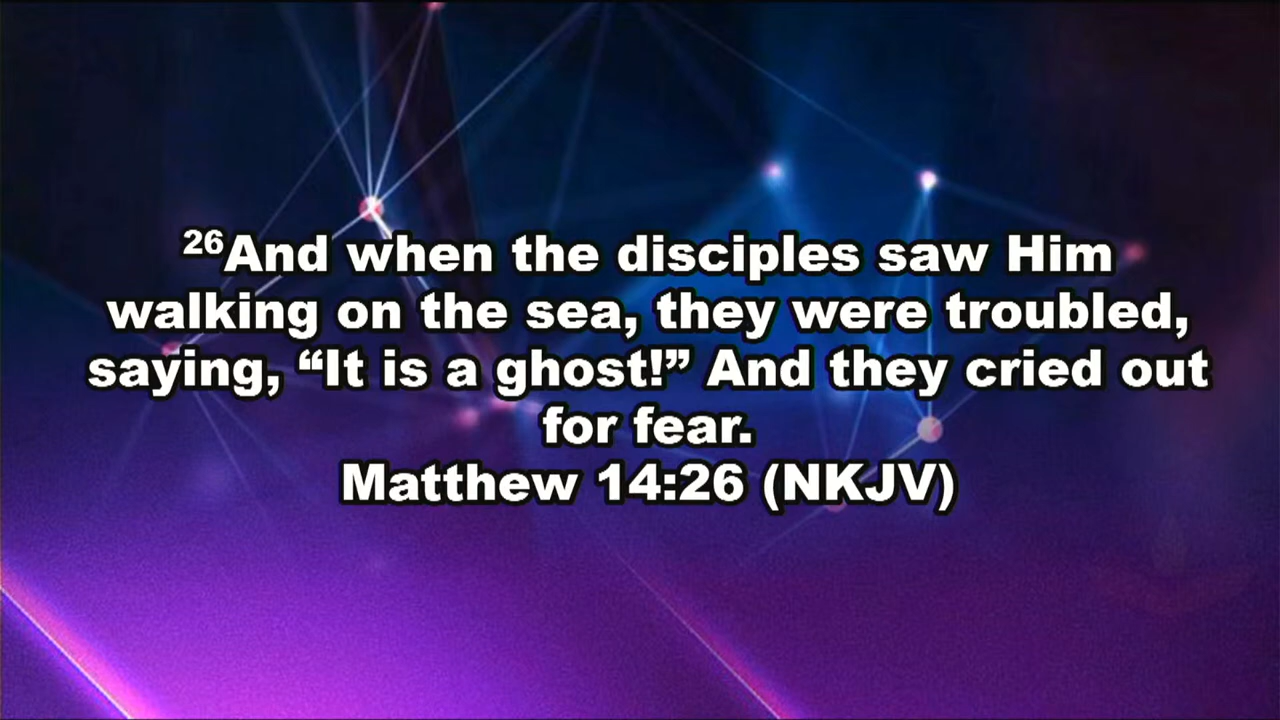 ²⁶And when the disciples saw Him
walking on the sea, they were troubled,
saying, “It is a ghost!” And they cried out
for fear.
Matthew 14:26 (NKJV)